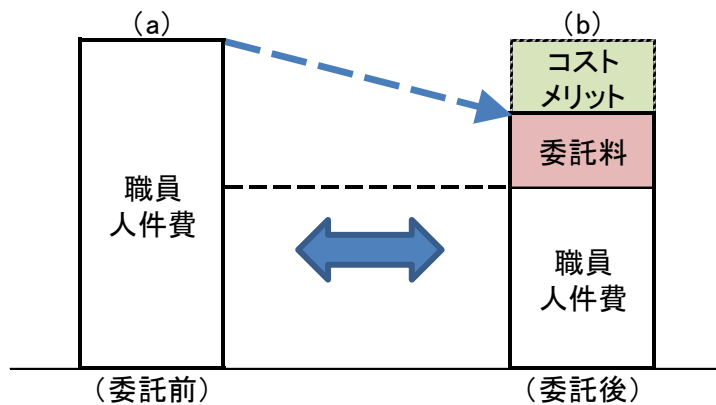 （a）
（b）
コスト
メリット
委託料
職員
人件費
職員
人件費
（委託前）
（委託後）